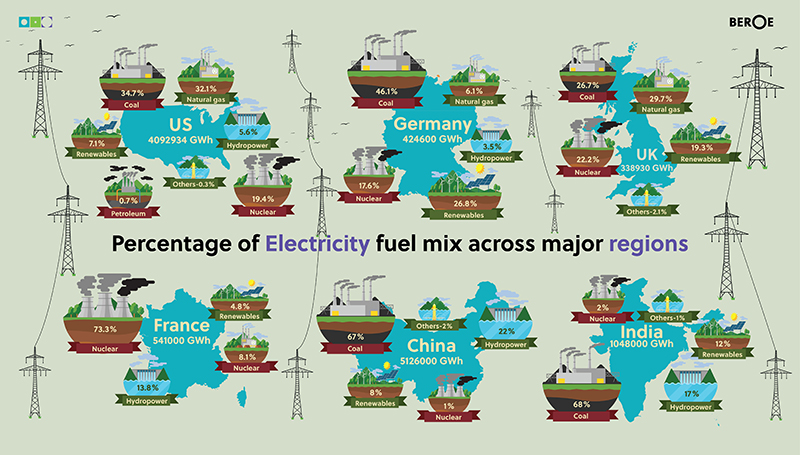 BEROE
34.7%
Coal
32.1%
Natural gas
US
4092934 GWh
7.1%
Renewables
5.6%
Hydropower
Others-0.3%
0.7%
Petroleum
19.4%
Nuclear
46.1%
Coal
6.1%
Natural gas
Germany
424600 GWh
3.5%
Hydropower
17.6%
Nuclear
26.8%
Renewables
26.7%
Coal
29.7%
Natural gas
22.2%
Nuclear
19.3%
Renewables
UK
338930 GWh
Others-2.1%
Percentage of Electricity fuel mix across major regions
73.3%
Nuclear
4.8%
Renewables
France
541000 GWh
8.1%
Nuclear
13.8%
Hydropower
67%
Coal
Others-2%
22%
Hydropower
China
5126000 GWh
8%
Renewables
1%
Nuclear
2%
Nuclear
Others-1%
India
1048000 GWh
12%
Renewables
68%
Coal
17%
Hydropower